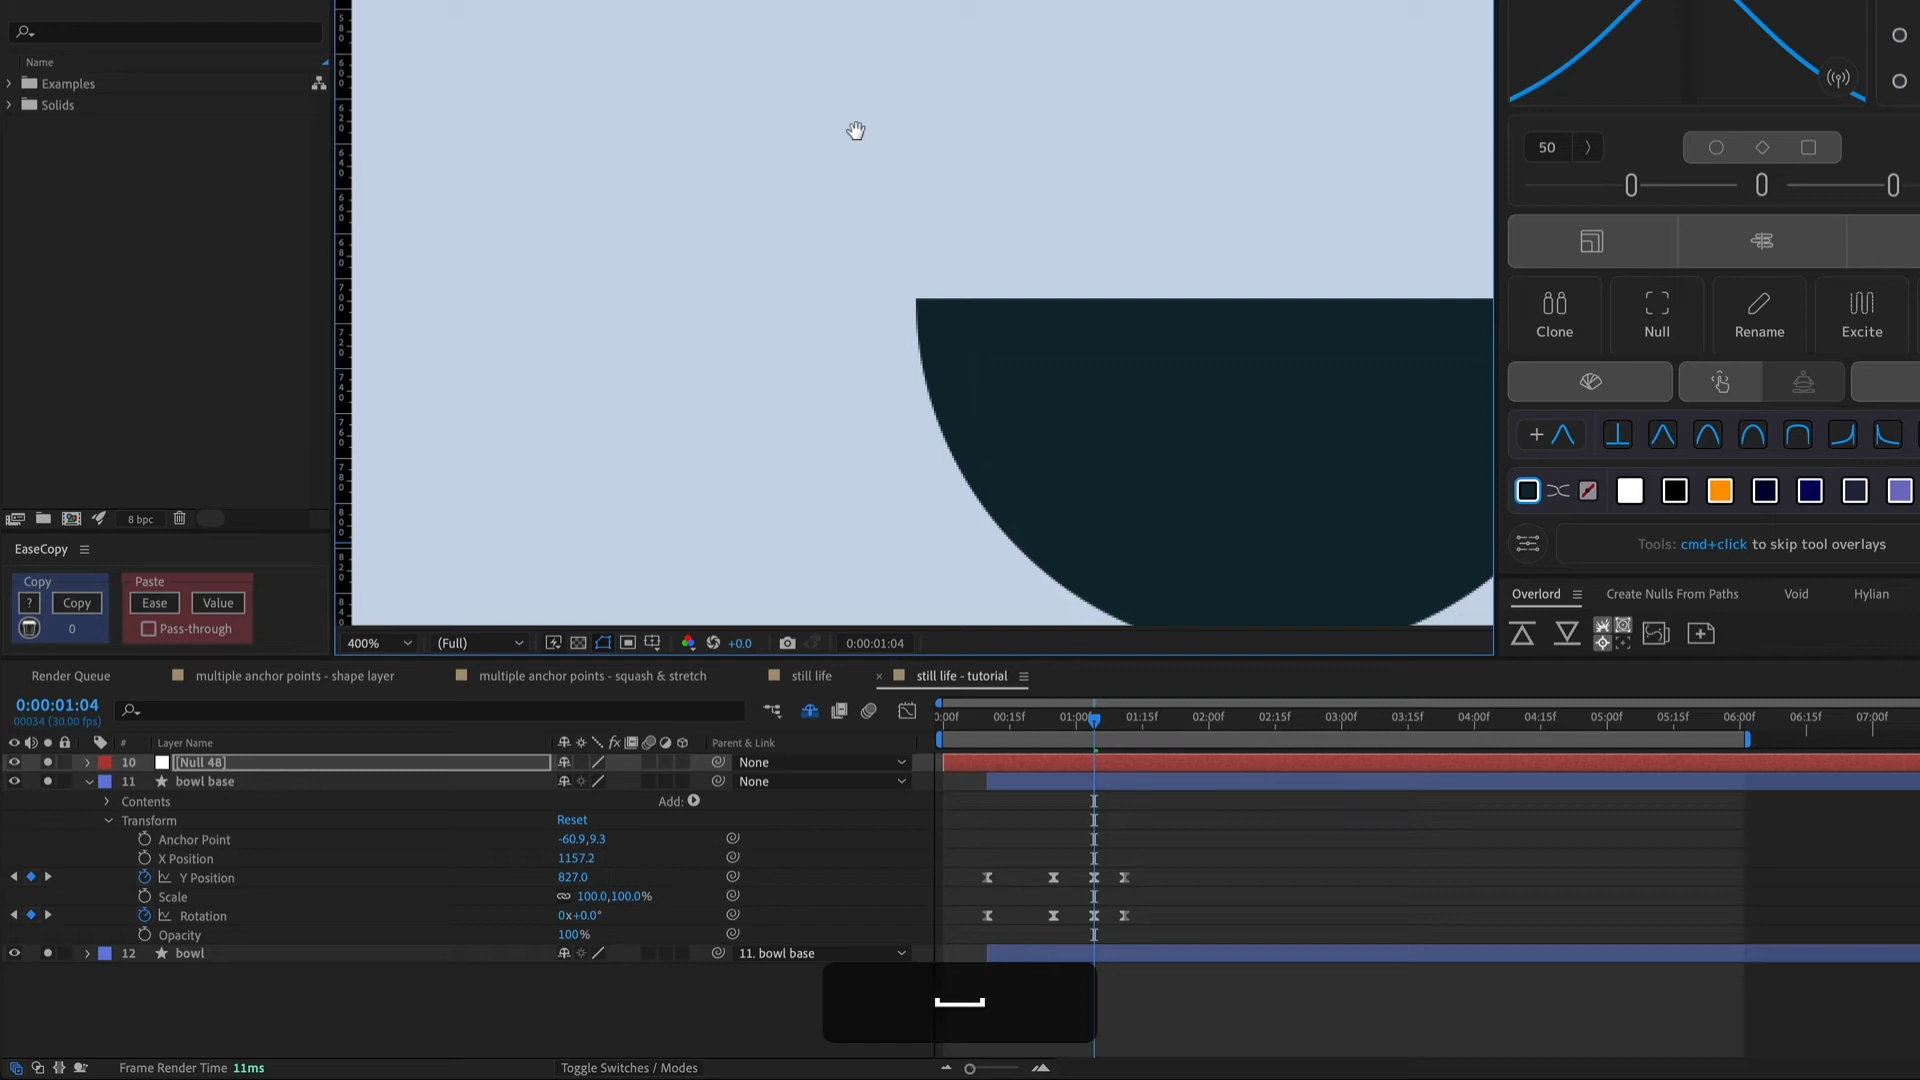 Name
Examples
Solids
8 bpc
EaseCopy
Copy
Paste
?
Copy
Ease
Value
0
Pass-through
50
Clone
Null
Rename
Excite
Tools: cmd+click to skip tool overlays
Overlord
Create Nulls From Paths
Void
Hylian
400%
(Full)
+0.0
0:00:01:04
Render Queue
multiple anchor points - shape layer
multiple anchor points - squash & stretch
still life
× still life - tutorial
0:00:01:04
00034 (30.00 fps)
0:00f 00:15f 01:00f 01:15f 02:00f 02:15f 03:00f 03:15f 04:00f 04:15f 05:00f 05:15f 06:00f 06:15f 07:00f
# Layer Name
fx
Parent & Link
10 [Null 48]
None
11 bowl base
None
Contents
Add:
Transform
Reset
Anchor Point
-60.9,9.3
X Position
1157.2
Y Position
827.0
Scale
100.0,100.0%
Rotation
0x+0.0°
Opacity
100%
12 bowl
11. bowl base
Frame Render Time 11ms
Toggle Switches / Modes